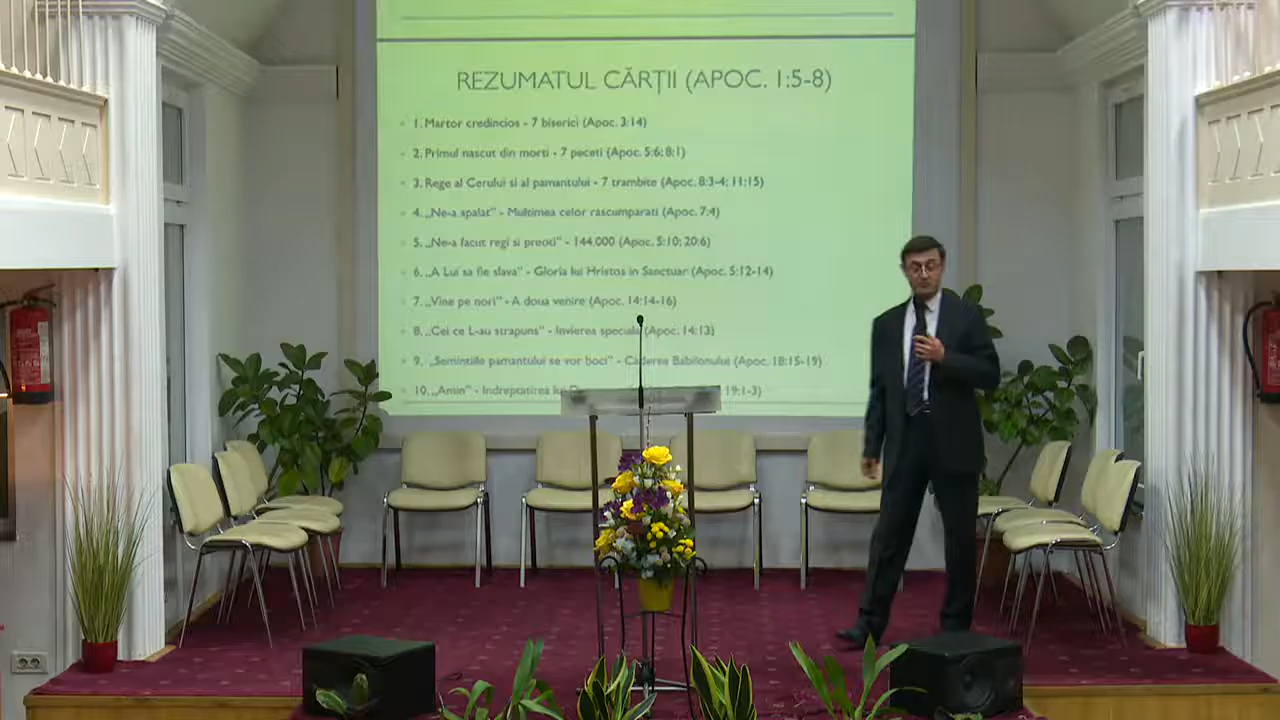 REZUMATUL CĂRȚII (APOC. 1:5-8)
1. Martor credincios - 7 biserici (Apoc. 3:14)
2. Primul nascut din morti - 7 peceti (Apoc. 5:6; 8:1)
3. Rege al Cerului si al pamantului - 7 trambite (Apoc. 8:3-4; 11:15)
4. „Ne-a spalat” - Multimea celor rascumparati (Apoc. 7:4)
5. „Ne-a facut regi si preoti” - 144.000 (Apoc. 5:10; 20:6)
6. „A Lui sa fie slava” - Gloria lui Hristos in Sanctuar (Apoc. 5:12-14)
7. „Vine pe nori” - A doua venire (Apoc. 14:14-16)
8. „Cei ce L-au strapuns” - Invierea speciala (Apoc. 14:13)
9. „Semintiile pamantului se vor boci” - Caderea Babilonului (Apoc. 18:15-19)
10. „Amin” - Indreptatirea lui 19:1-3)